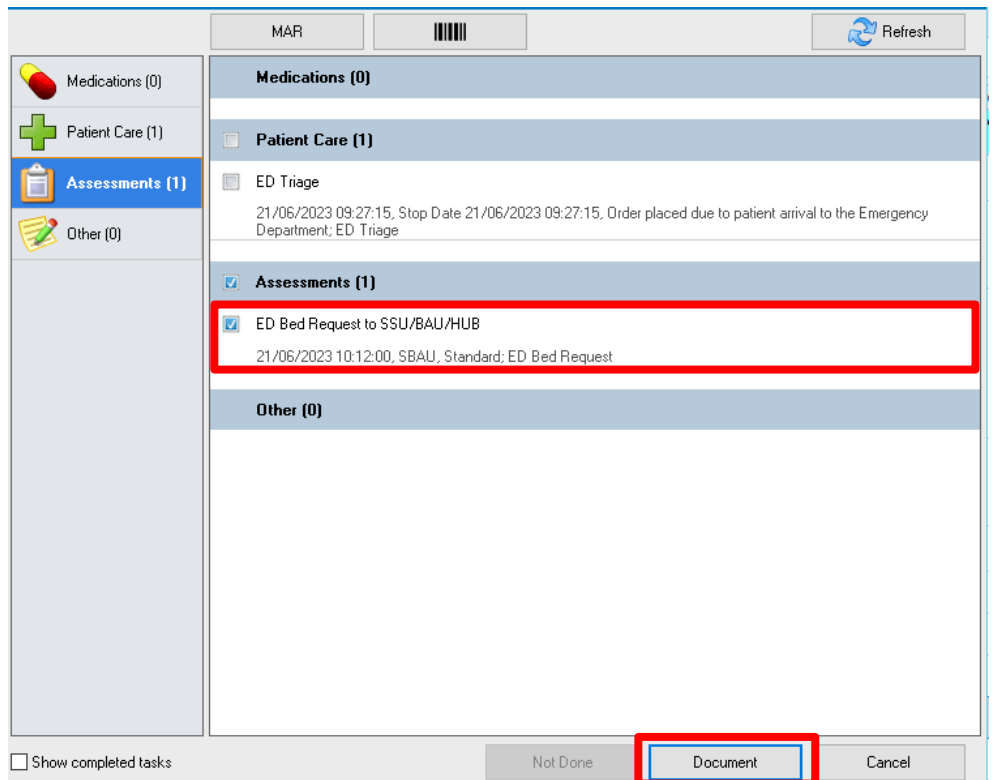 MAR
Refresh
Medications (0)
Patient Care (1)
Assessments (1)
Other (0)
Medications (0)
Patient Care (1)
ED Triage
21/06/2023 09:27:15, Stop Date 21/06/2023 09:27:15, Order placed due to patient arrival to the Emergency
Department; ED Triage
Assessments (1)
ED Bed Request to SSU/BAU/HUB
21/06/2023 10:12:00, SBAU, Standard; ED Bed Request
Other (0)
Show completed tasks
Not Done
Document
Cancel